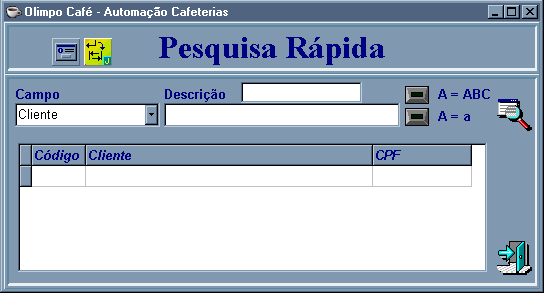 Olimpo Café - Automação Cafeterias
Pesquisa Rápida
Campo Descrição A = ABC
Cliente A = a
Código Cliente CPF